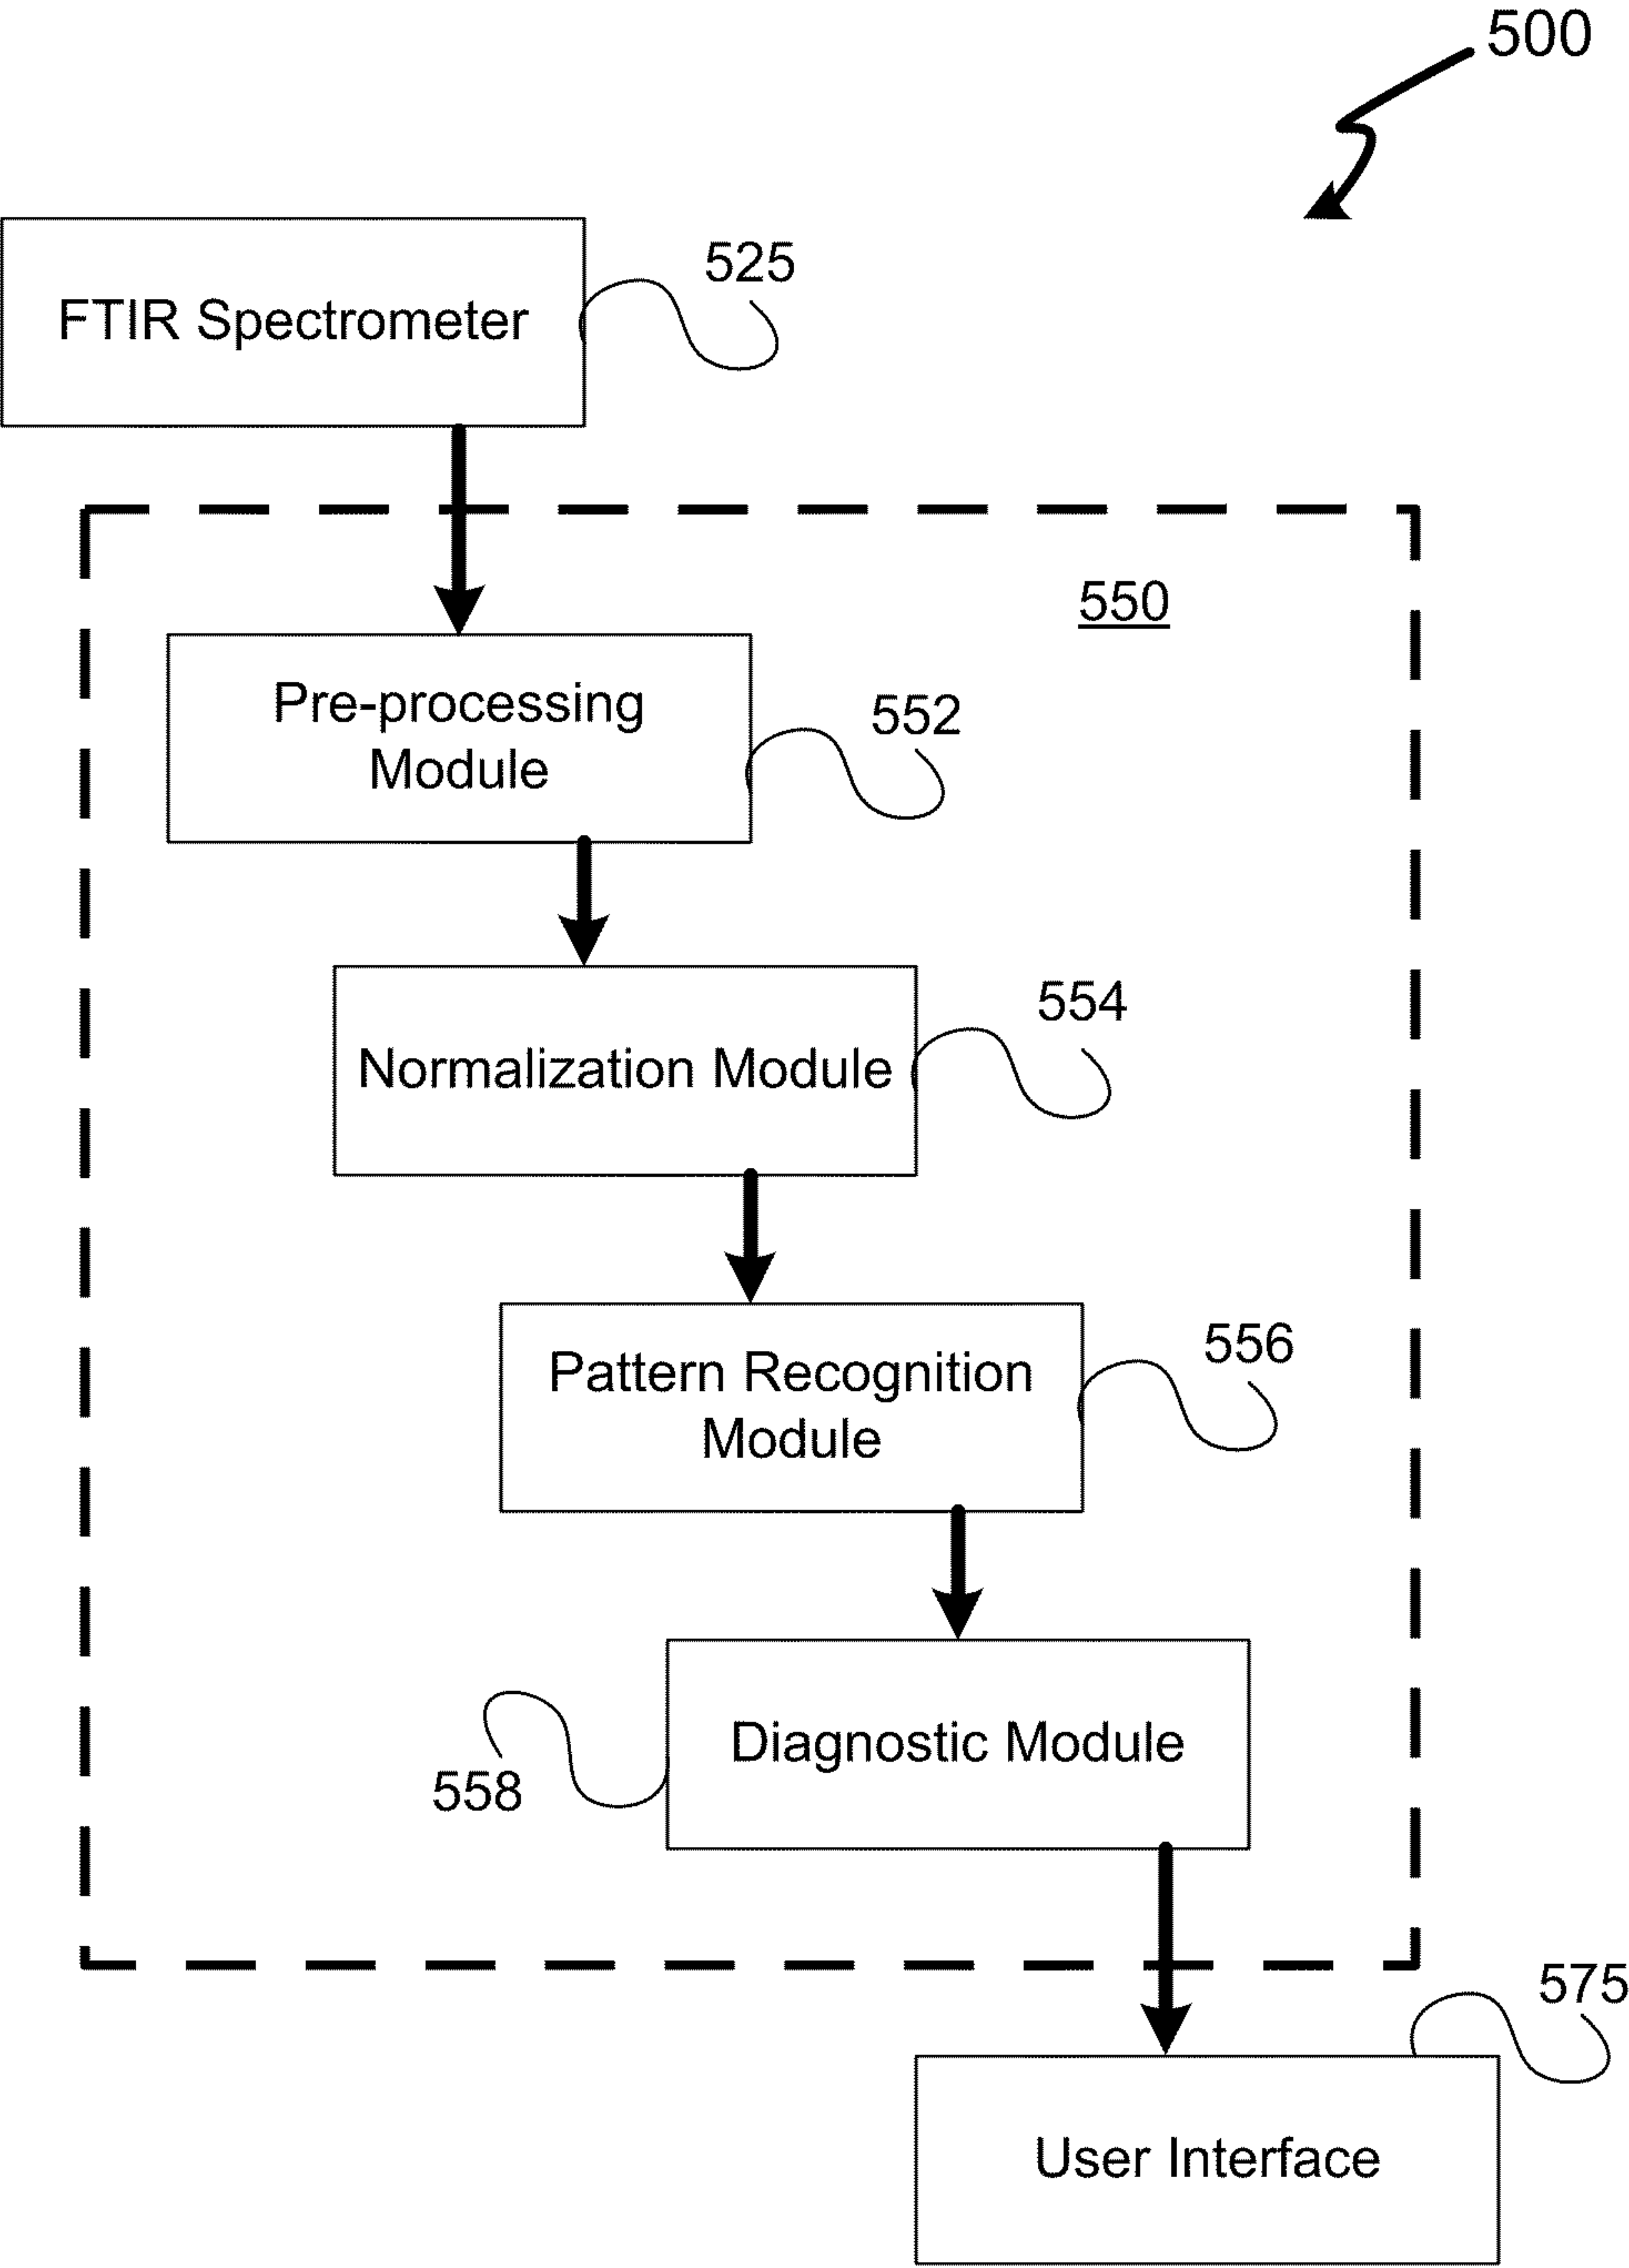 500
FTIR Spectrometer
525
550
Pre-processing
Module
552
Normalization Module
554
Pattern Recognition
Module
556
Diagnostic Module
558
575
User Interface